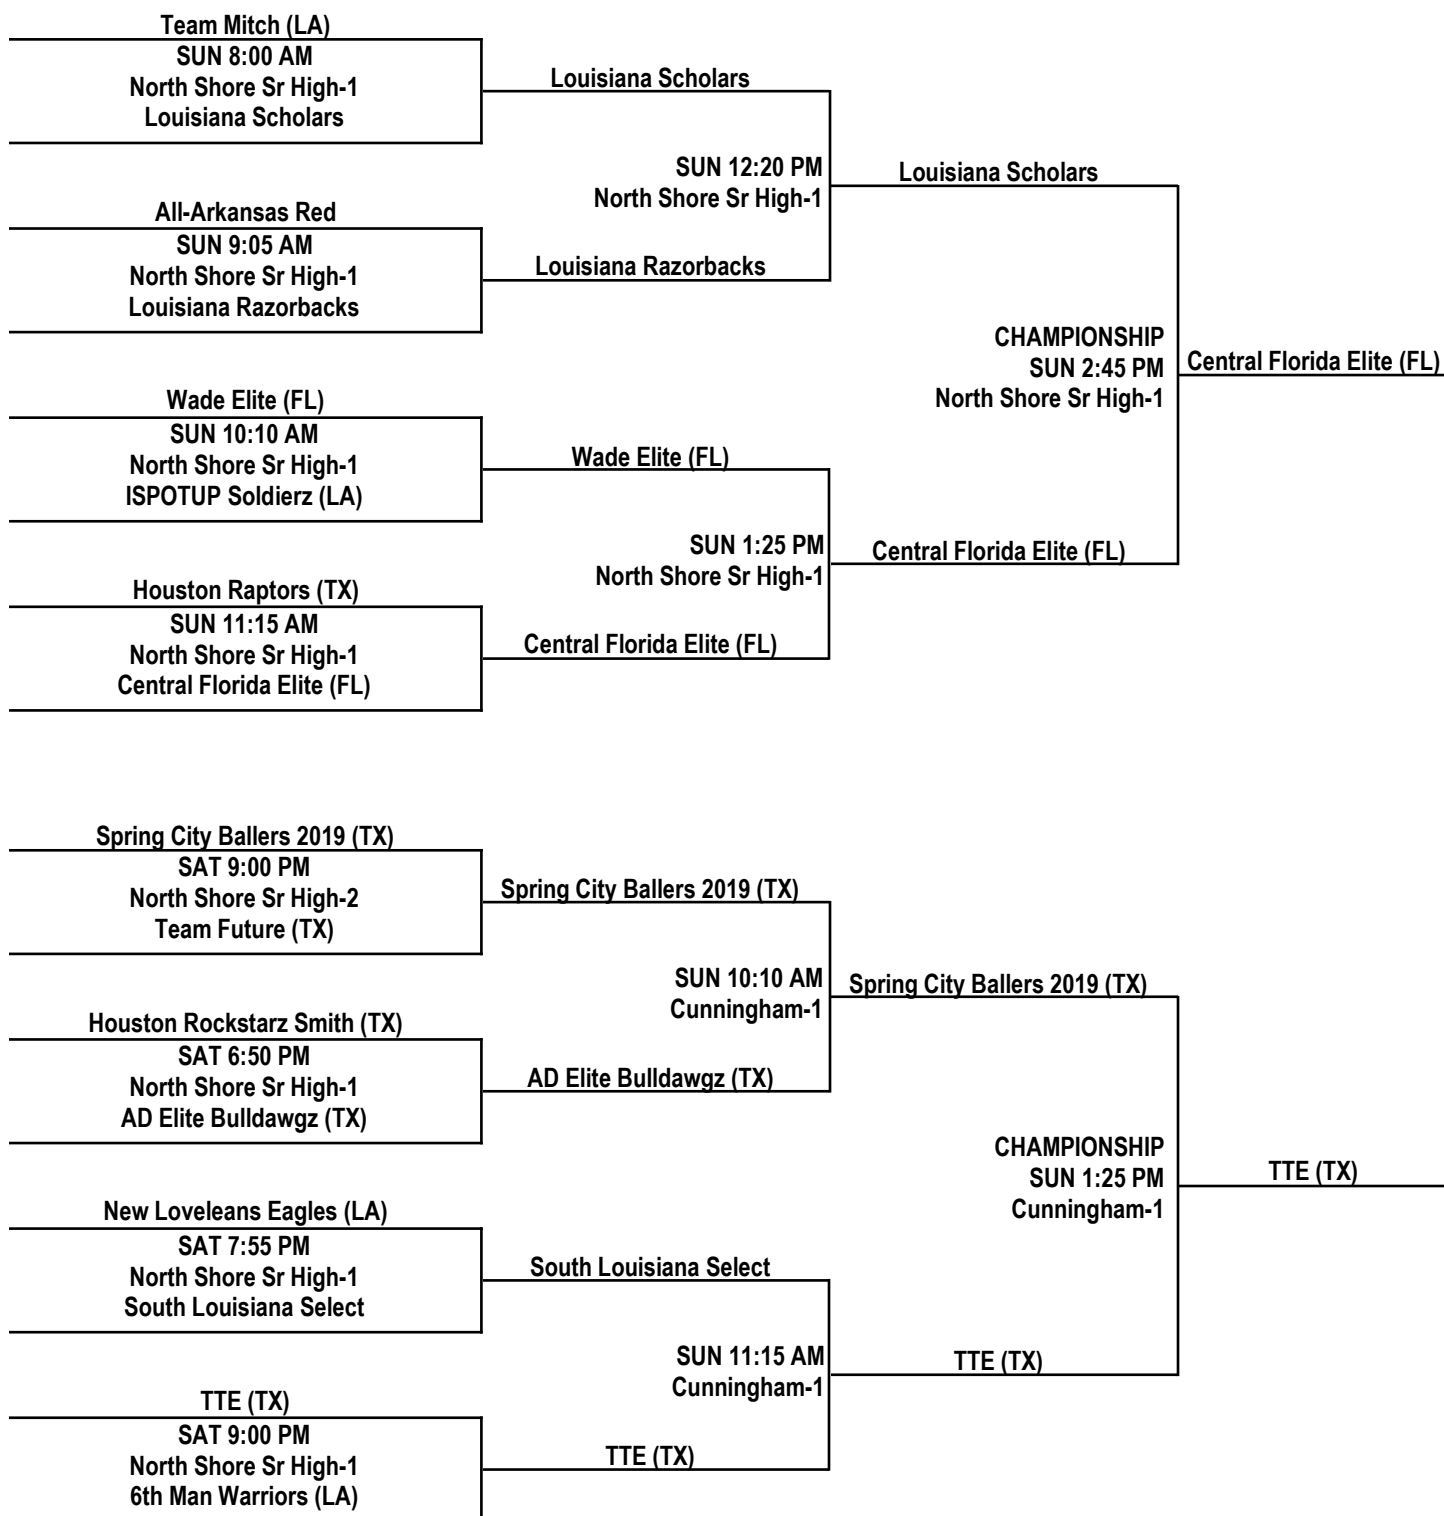 Team Mitch (LA)
SUN 8:00 AM
North Shore Sr High-1
Louisiana Scholars
Louisiana Scholars
SUN 12:20 PM
North Shore Sr High-1
Louisiana Scholars
All-Arkansas Red
SUN 9:05 AM
North Shore Sr High-1
Louisiana Razorbacks
Louisiana Razorbacks
CHAMPIONSHIP
SUN 2:45 PM
North Shore Sr High-1
Central Florida Elite (FL)
Wade Elite (FL)
SUN 10:10 AM
North Shore Sr High-1
ISPOTUP Soldierz (LA)
Wade Elite (FL)
SUN 1:25 PM
North Shore Sr High-1
Central Florida Elite (FL)
Houston Raptors (TX)
SUN 11:15 AM
North Shore Sr High-1
Central Florida Elite (FL)
Central Florida Elite (FL)
Spring City Ballers 2019 (TX)
SAT 9:00 PM
North Shore Sr High-2
Team Future (TX)
Spring City Ballers 2019 (TX)
SUN 10:10 AM
Cunningham-1
Spring City Ballers 2019 (TX)
Houston Rockstarz Smith (TX)
SAT 6:50 PM
North Shore Sr High-1
AD Elite Bulldawgz (TX)
AD Elite Bulldawgz (TX)
CHAMPIONSHIP
SUN 1:25 PM
Cunningham-1
TTE (TX)
New Loveleans Eagles (LA)
SAT 7:55 PM
North Shore Sr High-1
South Louisiana Select
South Louisiana Select
SUN 11:15 AM
Cunningham-1
TTE (TX)
TTE (TX)
SAT 9:00 PM
North Shore Sr High-1
6th Man Warriors (LA)
TTE (TX)